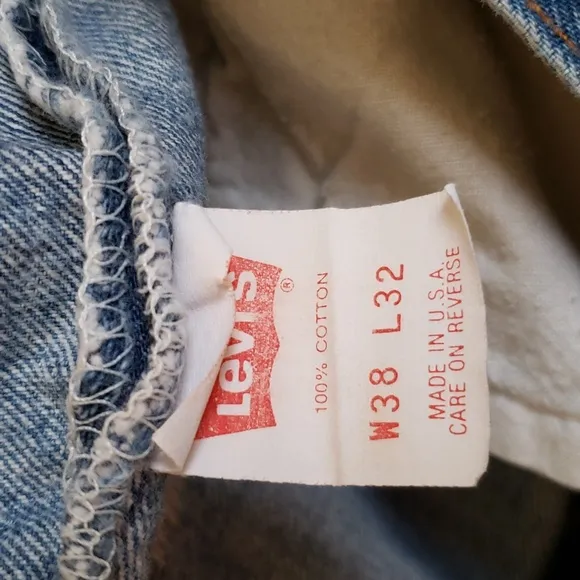 LEVI'S ®
100% COTTON
W38 L32
MADE IN U.S.A.
CARE ON REVERSE